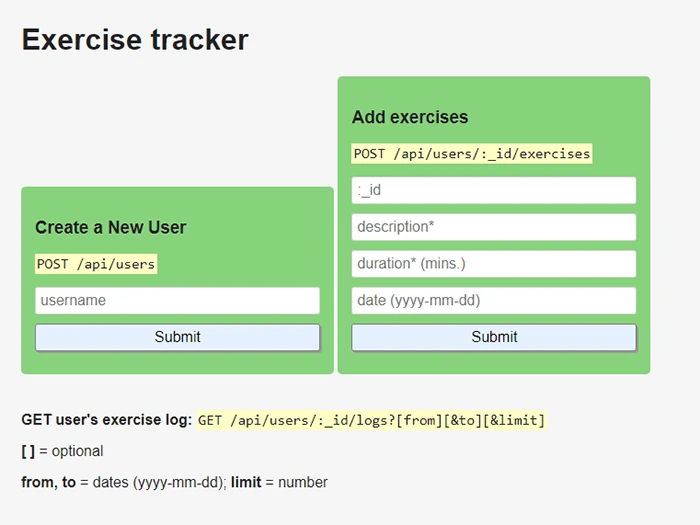 Exercise tracker
Create a New User
POST /api/users
username
Submit
Add exercises
POST /api/users/:_id/exercises
:_id
description*
duration* (mins.)
date (yyyy-mm-dd)
Submit
GET user's exercise log: GET /api/users/:_id/logs?[from][&to][&limit]
[ ] = optional
from, to = dates (yyyy-mm-dd); limit = number